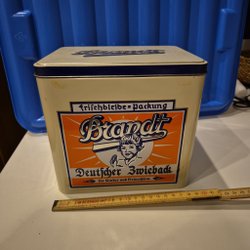 Frischbleibe-Packung
Brandt
Deutscher Zwieback